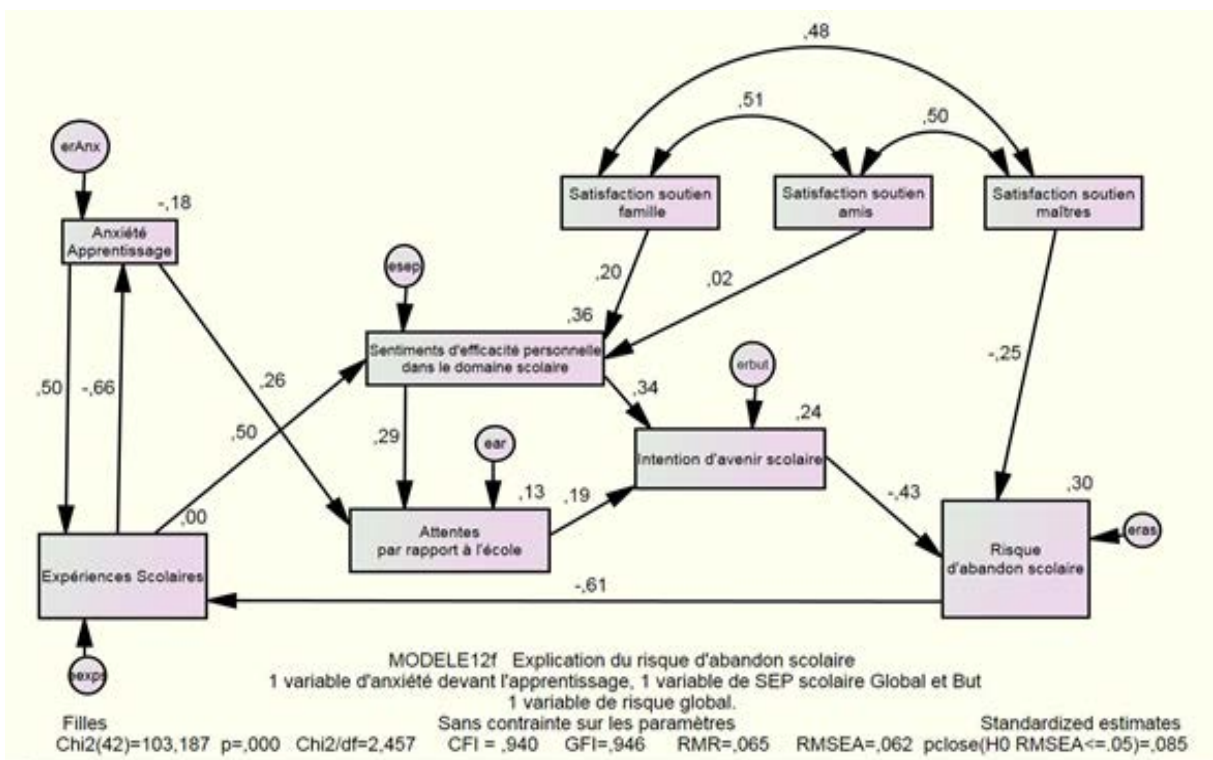 ,48
,51
,50
erAnx
-,18
Anxiété
Apprentissage
Satisfaction soutien
famille
Satisfaction soutien
amis
Satisfaction soutien
maîtres
esep
,20
,02
,36
Sentiments d'efficacité personnelle
dans le domaine scolaire
-,25
erbut
,50
-,66
,26
,34
,24
,50
,29
ear
Intention d'avenir scolaire
,13
,19
-,43
,30
,00
Attentes
par rapport à l'école
Expériences Scolaires
Risque
d'abandon scolaire
eras
-,61
MODELE12f Explication du risque d'abandon scolaire
1 variable d'anxiété devant l'apprentissage, 1 variable de SEP scolaire Global et But
1 variable de risque global.
Filles Sans contrainte sur les paramètres Standardized estimates
Chi2(42)=103,187 p=,000 Chi2/df=2,457 CFI = ,940 GFI=,946 RMR=,065 RMSEA=,062 pclose(H0 RMSEA<=.05)=,085